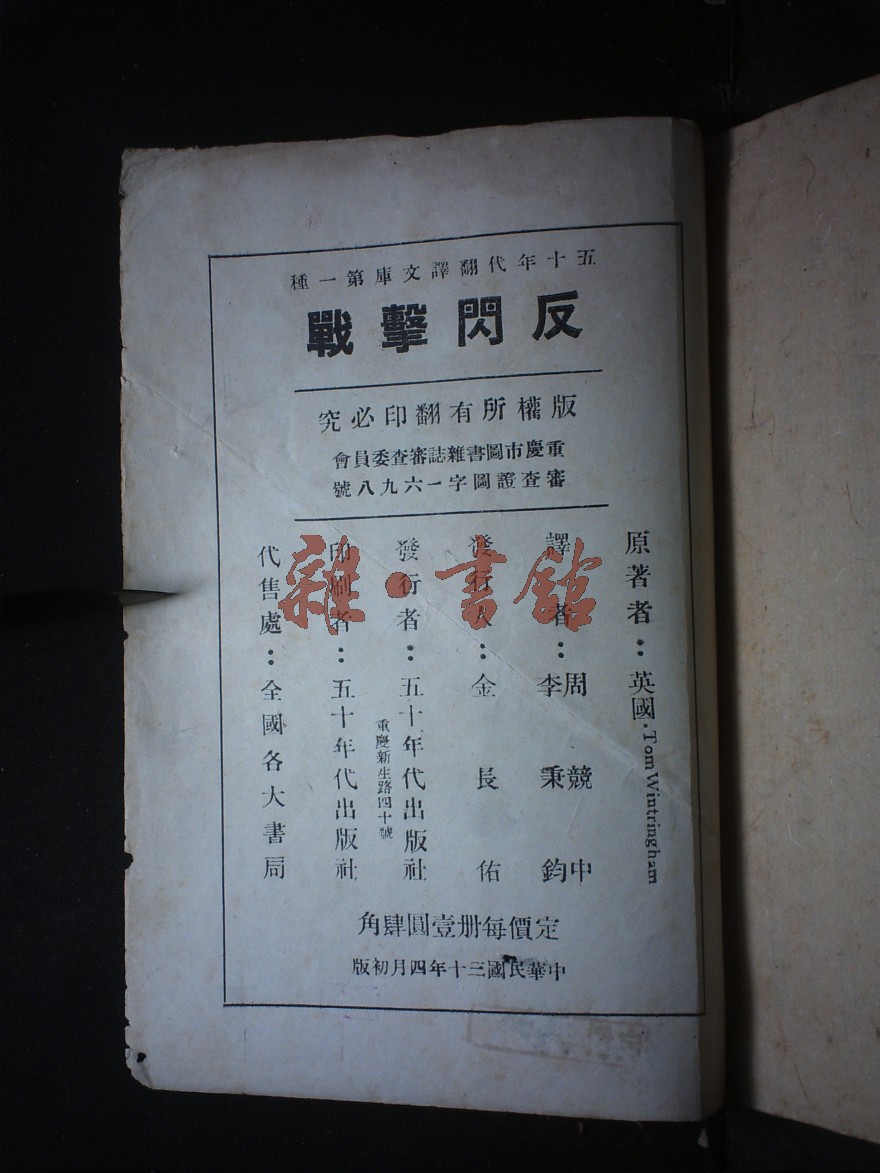 五十年代翻譯文庫第一種
反閃擊戰
版權所有翻印必究
重慶市圖書雜誌審查委員會
審查證圖字一六九八號
原著者：英國·Tom Wintringham
譯者：周競中
李秉鈞
發行人：金長佑
發行者：五十年代出版社
重慶新生路四十號
印刷者：五十年代出版社
代售處：全國各大書局
定價每册壹圓肆角
中華民國三十年四月初版
雜·書館